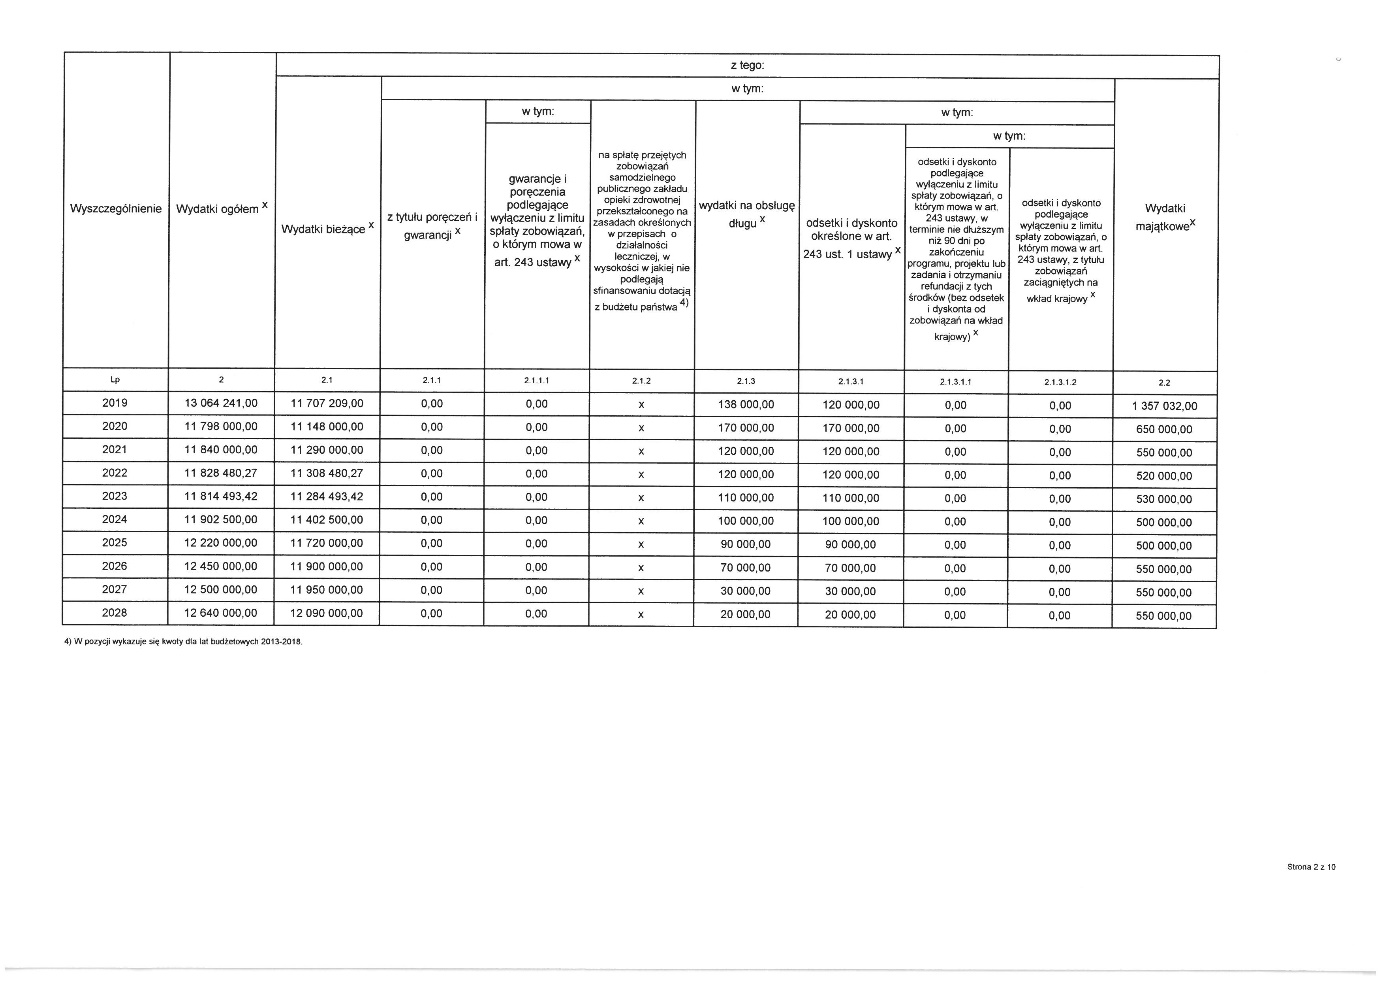 z tego:
w tym:
w tym:
w tym:
w tym:
Wyszczególnienie
Wydatki ogółem x
Wydatki bieżące x
z tytułu poręczeń i
gwarancji x
gwarancje i
poręczenia
podlegające
wyłączeniu z limitu
spłaty zobowiązań,
o którym mowa w
art. 243 ustawy x
na spłatę przejętych
zobowiązań
samodzielnego
publicznego zakładu
opieki zdrowotnej
przekształconego na
zasadach określonych
w przepisach o
działalności
leczniczej, w
wysokości w jakiej nie
podlegają
sfinansowaniu dotacją
z budżetu państwa 4)
wydatki na obsługę
długu x
odsetki i dyskonto
określone w art.
243 ust. 1 ustawy x
odsetki i dyskonto
podlegające
wyłączeniu z limitu
spłaty zobowiązań, o
którym mowa w art.
243 ustawy, w
terminie nie dłuższym
niż 90 dni po
zakończeniu
programu, projektu lub
zadania i otrzymaniu
refundacji z tych
środków (bez odsetek
i dyskonta od
zobowiązań na wkład
krajowy) x
odsetki i dyskonto
podlegające
wyłączeniu z limitu
spłaty zobowiązań, o
którym mowa w art.
243 ustawy, z tytułu
zobowiązań
zaciągniętych na
wkład krajowy x
Wydatki
majątkowe x
Lp 2 2.1 2.1.1 2.1.1.1 2.1.2 2.1.3 2.1.3.1 2.1.3.1.1 2.1.3.1.2 2.2
2019 13 064 241,00 11 707 209,00 0,00 0,00 x 138 000,00 120 000,00 0,00 0,00 1 357 032,00
2020 11 798 000,00 11 148 000,00 0,00 0,00 x 170 000,00 170 000,00 0,00 0,00 650 000,00
2021 11 840 000,00 11 290 000,00 0,00 0,00 x 120 000,00 120 000,00 0,00 0,00 550 000,00
2022 11 828 480,27 11 308 480,27 0,00 0,00 x 120 000,00 120 000,00 0,00 0,00 520 000,00
2023 11 814 493,42 11 284 493,42 0,00 0,00 x 110 000,00 110 000,00 0,00 0,00 530 000,00
2024 11 902 500,00 11 402 500,00 0,00 0,00 x 100 000,00 100 000,00 0,00 0,00 500 000,00
2025 12 220 000,00 11 720 000,00 0,00 0,00 x 90 000,00 90 000,00 0,00 0,00 500 000,00
2026 12 450 000,00 11 900 000,00 0,00 0,00 x 70 000,00 70 000,00 0,00 0,00 550 000,00
2027 12 500 000,00 11 950 000,00 0,00 0,00 x 30 000,00 30 000,00 0,00 0,00 550 000,00
2028 12 640 000,00 12 090 000,00 0,00 0,00 x 20 000,00 20 000,00 0,00 0,00 550 000,00
4) W pozycji wykazuje się kwoty dla lat budżetowych 2013-2018.
Strona 2 z 10